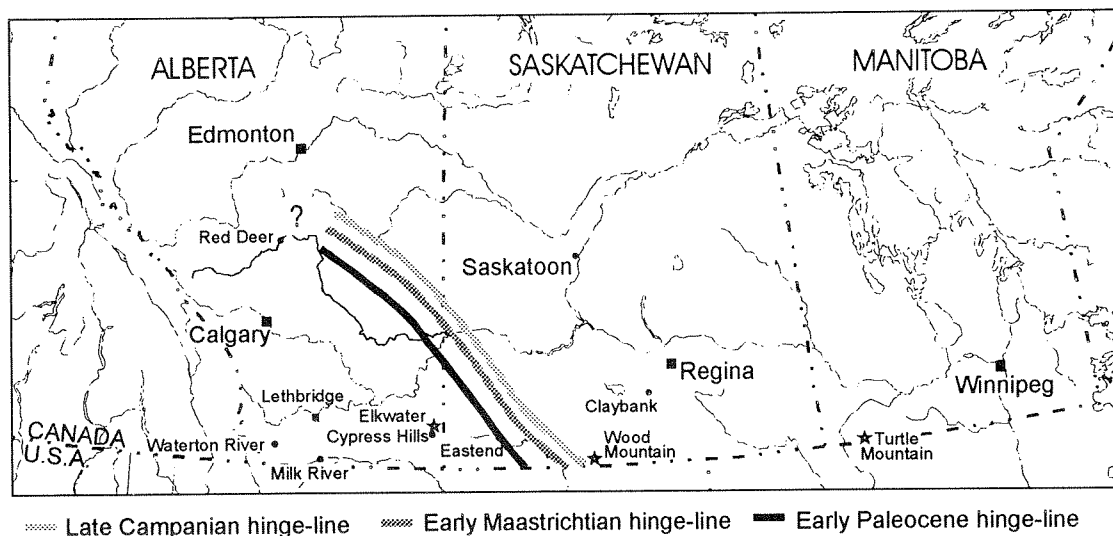 ALBERTA
SASKATCHEWAN
MANITOBA
Edmonton
?
Red Deer
Saskatoon
Calgary
Regina
Winnipeg
Lethbridge
Elkwater
Claybank
Cypress Hills
CANADA
U.S.A.
Waterton River
Eastend
Wood
Mountain
Turtle
Mountain
Milk River
Late Campanian hinge-line Early Maastrichtian hinge-line Early Paleocene hinge-line